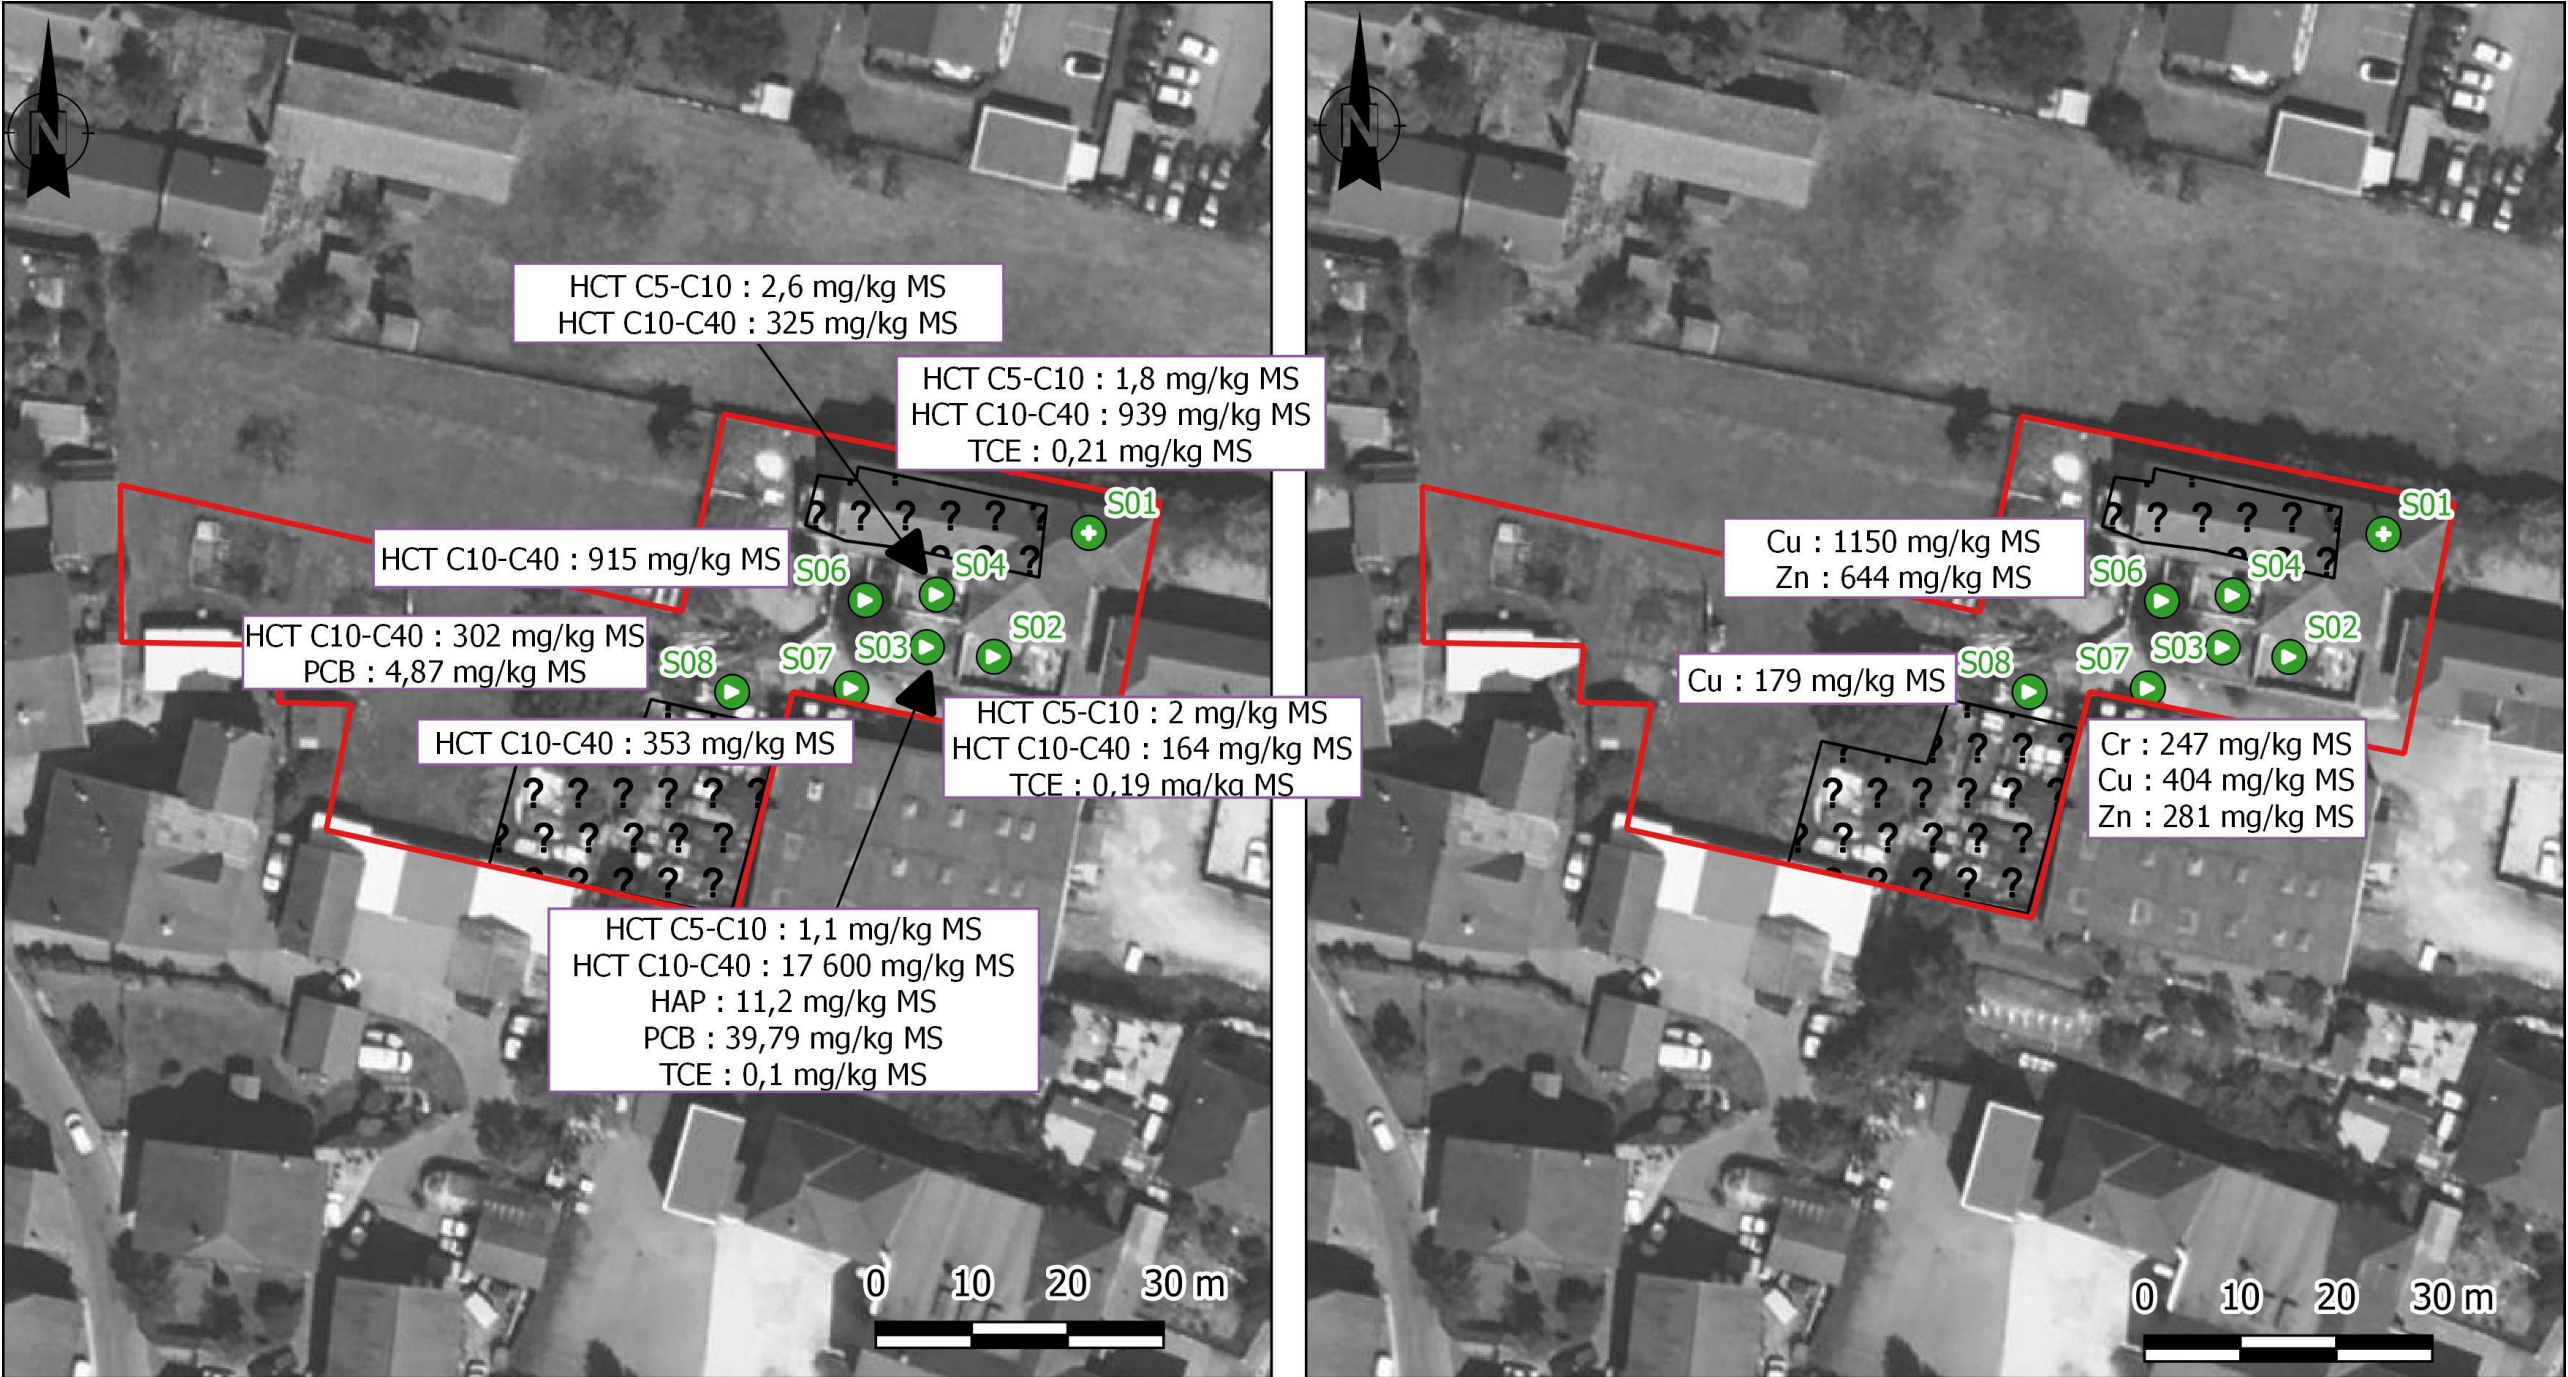 N
HCT C5-C10 : 2,6 mg/kg MS
HCT C10-C40 : 325 mg/kg MS
HCT C5-C10 : 1,8 mg/kg MS
HCT C10-C40 : 939 mg/kg MS
TCE : 0,21 mg/kg MS
S01
? ? ? ? ? ?
? ? ?
HCT C10-C40 : 915 mg/kg MS
S06
S04
HCT C10-C40 : 302 mg/kg MS
PCB : 4,87 mg/kg MS
S08
S07
S03
S02
HCT C10-C40 : 353 mg/kg MS
HCT C5-C10 : 2 mg/kg MS
HCT C10-C40 : 164 mg/kg MS
TCE : 0,19 mg/kg MS
? ? ? ? ? ?
? ? ? ? ? ?
? ? ? ? ?
HCT C5-C10 : 1,1 mg/kg MS
HCT C10-C40 : 17 600 mg/kg MS
HAP : 11,2 mg/kg MS
PCB : 39,79 mg/kg MS
TCE : 0,1 mg/kg MS
0 10 20 30 m
N
S01
? ? ? ? ? ?
? ? ?
Cu : 1150 mg/kg MS
Zn : 644 mg/kg MS
S06
S04
Cu : 179 mg/kg MS
S08
S07
S03
S02
Cr : 247 mg/kg MS
Cu : 404 mg/kg MS
Zn : 281 mg/kg MS
? ? ? ?
? ? ? ? ? ?
? ? ? ? ? ?
? ? ? ? ?
0 10 20 30 m